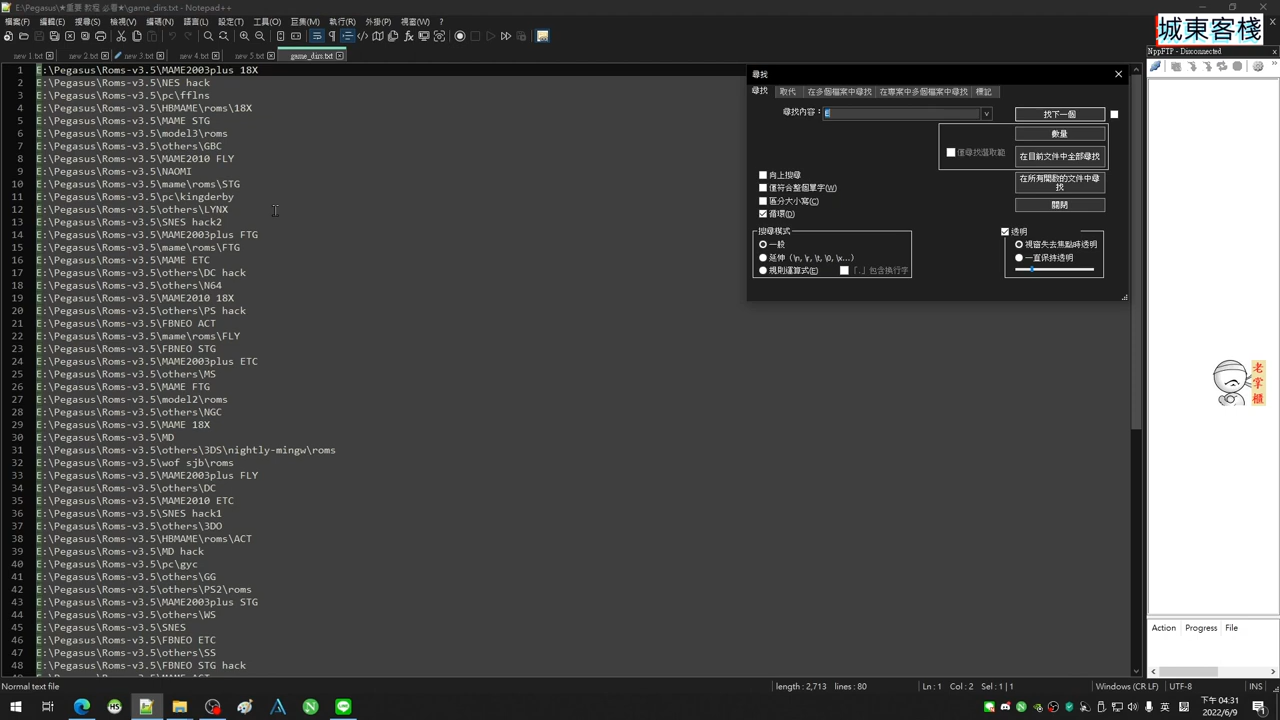 E:\Pegasus\★重要 教程 必看★\game_dirs.txt - Notepad++
檔案(F) 編輯(E) 尋找(S) 檢視(V) 編碼(N) 語言(L) 設定(T) 工具(O) 巨集(M) 執行(R) 外掛(P) 視窗(W) ?
城東客棧
new 1.txt new 2.txt new 3.txt new 4.txt new 5.txt game_dirs.txt
NppFTP - Disconnected
1 E:\Pegasus\Roms-v3.5\MAME2003plus 18X
2 E:\Pegasus\Roms-v3.5\NES hack
3 E:\Pegasus\Roms-v3.5\pc\fflns
4 E:\Pegasus\Roms-v3.5\HBMAME\roms\18X
5 E:\Pegasus\Roms-v3.5\MAME STG
6 E:\Pegasus\Roms-v3.5\model3\roms
7 E:\Pegasus\Roms-v3.5\others\GBC
8 E:\Pegasus\Roms-v3.5\MAME2010 FLY
9 E:\Pegasus\Roms-v3.5\NAOMI
10 E:\Pegasus\Roms-v3.5\mame\roms\STG
11 E:\Pegasus\Roms-v3.5\pc\kingderby
12 E:\Pegasus\Roms-v3.5\others\LYNX
13 E:\Pegasus\Roms-v3.5\SNES hack2
14 E:\Pegasus\Roms-v3.5\MAME2003plus FTG
15 E:\Pegasus\Roms-v3.5\mame\roms\FTG
16 E:\Pegasus\Roms-v3.5\MAME ETC
17 E:\Pegasus\Roms-v3.5\others\DC hack
18 E:\Pegasus\Roms-v3.5\others\N64
19 E:\Pegasus\Roms-v3.5\MAME2010 18X
20 E:\Pegasus\Roms-v3.5\others\PS hack
21 E:\Pegasus\Roms-v3.5\FBNEO ACT
22 E:\Pegasus\Roms-v3.5\mame\roms\FLY
23 E:\Pegasus\Roms-v3.5\FBNEO STG
24 E:\Pegasus\Roms-v3.5\MAME2003plus ETC
25 E:\Pegasus\Roms-v3.5\others\MS
26 E:\Pegasus\Roms-v3.5\MAME FTG
27 E:\Pegasus\Roms-v3.5\model2\roms
28 E:\Pegasus\Roms-v3.5\others\NGC
29 E:\Pegasus\Roms-v3.5\MAME 18X
30 E:\Pegasus\Roms-v3.5\MD
31 E:\Pegasus\Roms-v3.5\others\3DS\nightly-mingw\roms
32 E:\Pegasus\Roms-v3.5\wof sjb\roms
33 E:\Pegasus\Roms-v3.5\MAME2003plus FLY
34 E:\Pegasus\Roms-v3.5\others\DC
35 E:\Pegasus\Roms-v3.5\MAME2010 ETC
36 E:\Pegasus\Roms-v3.5\SNES hack1
37 E:\Pegasus\Roms-v3.5\others\3DO
38 E:\Pegasus\Roms-v3.5\HBMAME\roms\ACT
39 E:\Pegasus\Roms-v3.5\MD hack
40 E:\Pegasus\Roms-v3.5\pc\gyc
41 E:\Pegasus\Roms-v3.5\others\GG
42 E:\Pegasus\Roms-v3.5\others\PS2\roms
43 E:\Pegasus\Roms-v3.5\MAME2003plus STG
44 E:\Pegasus\Roms-v3.5\others\WS
45 E:\Pegasus\Roms-v3.5\SNES
46 E:\Pegasus\Roms-v3.5\FBNEO ETC
47 E:\Pegasus\Roms-v3.5\others\SS
48 E:\Pegasus\Roms-v3.5\FBNEO STG hack
尋找
尋找 取代 在多個檔案中尋找 在專案中多個檔案中尋找 標記
尋找內容： E 找下一個
數量
僅尋找選取範 在目前文件中全部尋找
向上搜尋 在所有開啟的文件中尋找
僅符合整個單字(W)
區分大小寫(C) 關閉
循環(D)
搜尋模式 透明
一般 視窗失去焦點時透明
延伸 (\n, \r, \t, \0, \x...) 一直保持透明
規則運算式(E) 「.」包含換行字
老掌櫃
Action Progress File
Normal text file length : 2,713 lines : 80 Ln : 1 Col : 2 Sel : 1 | 1 Windows (CR LF) UTF-8 INS
英
下午 04:31
2022/6/9